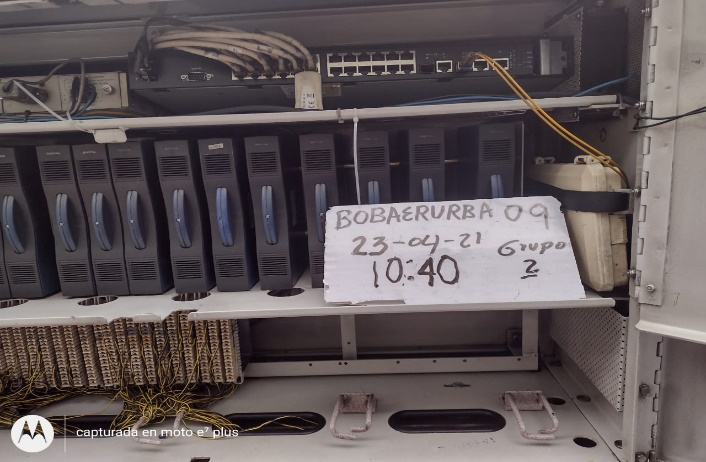 BOBAERURBA 09
23-04-21 Grupo
10:40 2
capturada en moto e⁷ plus